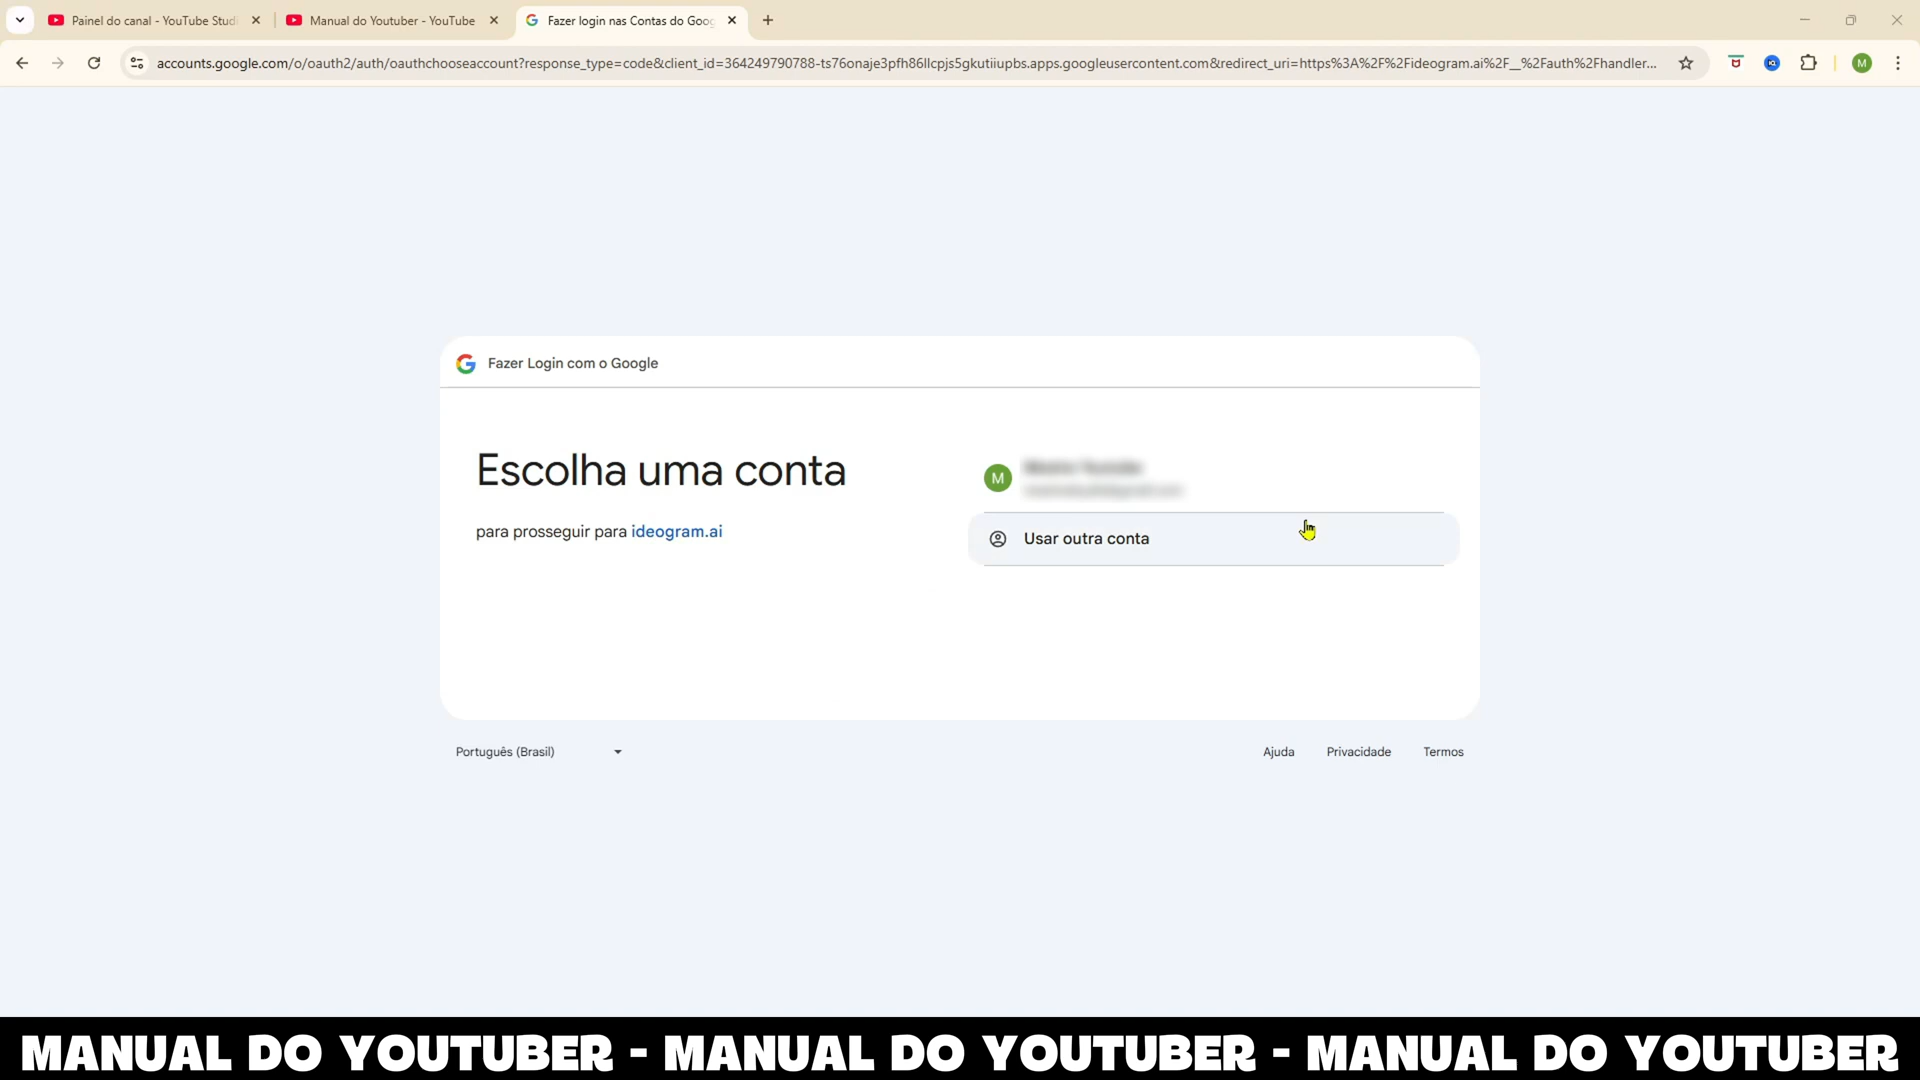 Painel do canal - YouTube Studi
Manual do Youtuber - YouTube
Fazer login nas Contas do Goog
accounts.google.com/o/oauth2/auth/oauthchooseaccount?response_type=code&client_id=364249790788-ts76onaje3pfh86llcpjs5gkutiiupbs.apps.googleusercontent.com&redirect_uri=https%3A%2F%2Fideogram.ai%2F__%2Fauth%2Fhandler...
M
Fazer Login com o Google
Escolha uma conta
para prosseguir para ideogram.ai
M
Usar outra conta
Português (Brasil)
Ajuda
Privacidade
Termos
MANUAL DO YOUTUBER - MANUAL DO YOUTUBER - MANUAL DO YOUTUBER